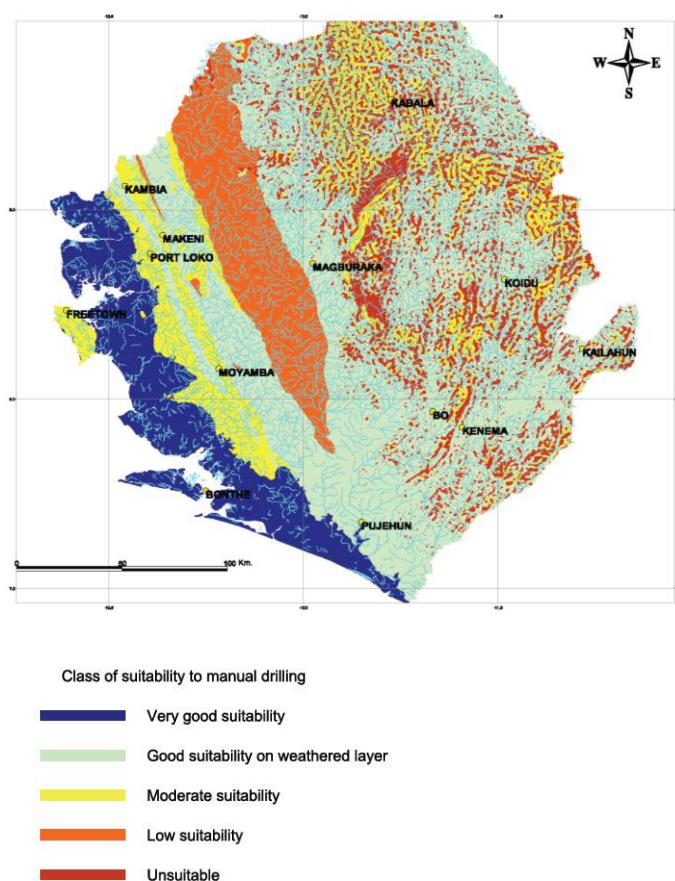 N
W E
S
KABALA
KAMBIA
MAKENI
PORT LOKO
MAGBURAKA
KOIDU
FREETOWN
KAILAHUN
MOYAMBA
BO
KENEMA
BONTHE
PUJEHUN
0 50 100 Km.
Class of suitability to manual drilling
Very good suitability
Good suitability on weathered layer
Moderate suitability
Low suitability
Unsuitable